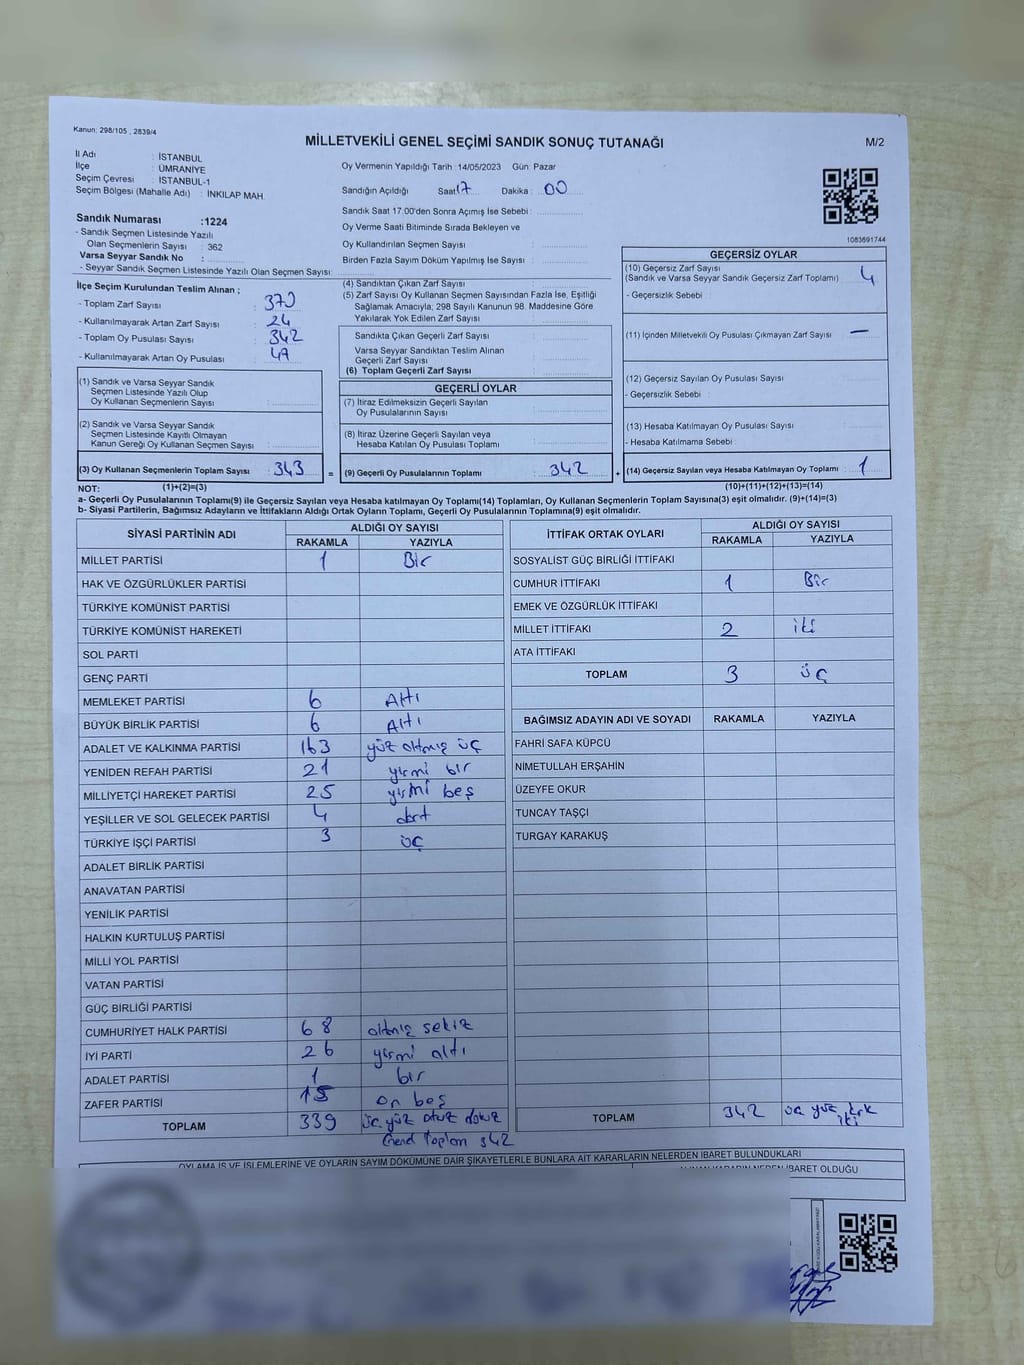 Kanun: 298/105 , 2839/4
MİLLETVEKİLİ GENEL SEÇİMİ SANDIK SONUÇ TUTANAĞI
M/2
İl Adı : İSTANBUL
İlçe : ÜMRANİYE
Seçim Çevresi : İSTANBUL-1
Seçim Bölgesi (Mahalle Adı) : İNKILAP MAH.
Oy Vermenin Yapıldığı Tarih : 14/05/2023 Gün: Pazar
Sandığın Açıldığı Saat: 17 Dakika : 00
Sandık Saat 17:00'den Sonra Açımış İse Sebebi :
Oy Verme Saati Bitiminde Sırada Bekleyen ve
Oy Kullandırılan Seçmen Sayısı :
Birden Fazla Sayım Döküm Yapılmış İse Sayısı :
1083691744
Sandık Numarası :1224
- Sandık Seçmen Listesinde Yazılı
Olan Seçmenlerin Sayısı : 362
Varsa Seyyar Sandık No :
- Seyyar Sandık Seçmen Listesinde Yazılı Olan Seçmen Sayısı:
İlçe Seçim Kurulundan Teslim Alınan ;
- Toplam Zarf Sayısı : 370
- Kullanılmayarak Artan Zarf Sayısı : 24
- Toplam Oy Pusulası Sayısı : 342
- Kullanılmayarak Artan Oy Pusulası :
(1) Sandık ve Varsa Seyyar Sandık
Seçmen Listesinde Yazılı Olup
Oy Kullanan Seçmenlerin Sayısı :
(2) Sandık ve Varsa Seyyar Sandık
Seçmen Listesinde Kayıtlı Olmayan
Kanun Gereği Oy Kullanan Seçmen Sayısı :
(3) Oy Kullanan Seçmenlerin Toplam Sayısı : 343
(4) Sandıktan Çıkan Zarf Sayısı :
(5) Zarf Sayısı Oy Kullanan Seçmen Sayısından Fazla İse, Eşitliği
Sağlamak Amacıyla; 298 Sayılı Kanunun 98. Maddesine Göre
Yakılarak Yok Edilen Zarf Sayısı :
Sandıkta Çıkan Geçerli Zarf Sayısı :
Varsa Seyyar Sandıktan Teslim Alınan
Geçerli Zarf Sayısı :
(6) Toplam Geçerli Zarf Sayısı :
GEÇERLİ OYLAR
(7) İtiraz Edilmeksizin Geçerli Sayılan
Oy Pusulalarının Sayısı :
(8) İtiraz Üzerine Geçerli Sayılan veya
Hesaba Katılan Oy Pusulası Toplamı :
= (9) Geçerli Oy Pusulalarının Toplamı : 342
GEÇERSİZ OYLAR
(10) Geçersiz Zarf Sayısı
(Sandık ve Varsa Seyyar Sandık Geçersiz Zarf Toplamı) : 4
- Geçersizlik Sebebi :
(11) İçinden Milletvekili Oy Pusulası Çıkmayan Zarf Sayısı : —
(12) Geçersiz Sayılan Oy Pusulası Sayısı :
- Geçersizlik Sebebi :
(13) Hesaba Katılmayan Oy Pusulası Sayısı :
- Hesaba Katılmama Sebebi :
+ (14) Geçersiz Sayılan veya Hesaba Katılmayan Oy Toplamı : 1
NOT: (1)+(2)=(3)
(10)+(11)+(12)+(13)=(14)
a- Geçerli Oy Pusulalarının Toplamı(9) ile Geçersiz Sayılan veya Hesaba katılmayan Oy Toplamı(14) Toplamları, Oy Kullanan Seçmenlerin Toplam Sayısına(3) eşit olmalıdır. (9)+(14)=(3)
b- Siyasi Partilerin, Bağımsız Adayların ve İttifakların Aldığı Ortak Oyların Toplamı, Geçerli Oy Pusulalarının Toplamına(9) eşit olmalıdır.
SİYASİ PARTİNİN ADI
ALDIĞI OY SAYISI
RAKAMLA YAZIYLA
MİLLET PARTİSİ 1 Bir
HAK VE ÖZGÜRLÜKLER PARTİSİ
TÜRKİYE KOMÜNİST PARTİSİ
TÜRKİYE KOMÜNİST HAREKETİ
SOL PARTİ
GENÇ PARTİ
MEMLEKET PARTİSİ 6 Altı
BÜYÜK BİRLİK PARTİSİ 6 Altı
ADALET VE KALKINMA PARTİSİ 163 yüz altmış üç
YENİDEN REFAH PARTİSİ 21 yirmi bir
MİLLİYETÇİ HAREKET PARTİSİ 25 yirmi beş
YEŞİLLER VE SOL GELECEK PARTİSİ 4 dört
TÜRKİYE İŞÇİ PARTİSİ 3 üç
ADALET BİRLİK PARTİSİ
ANAVATAN PARTİSİ
YENİLİK PARTİSİ
HALKIN KURTULUŞ PARTİSİ
MİLLİ YOL PARTİSİ
VATAN PARTİSİ
GÜÇ BİRLİĞİ PARTİSİ
CUMHURİYET HALK PARTİSİ 68 altmış sekiz
İYİ PARTİ 26 yirmi altı
ADALET PARTİSİ 1 bir
ZAFER PARTİSİ 15 on beş
TOPLAM 339 üç yüz otuz dokuz
Genel toplam 342
İTTİFAK ORTAK OYLARI
ALDIĞI OY SAYISI
RAKAMLA YAZIYLA
SOSYALİST GÜÇ BİRLİĞİ İTTİFAKI
CUMHUR İTTİFAKI 1 Bir
EMEK VE ÖZGÜRLÜK İTTİFAKI
MİLLET İTTİFAKI 2 iki
ATA İTTİFAKI
TOPLAM 3 üç
BAĞIMSIZ ADAYIN ADI VE SOYADI RAKAMLA YAZIYLA
FAHRİ SAFA KÜPCÜ
NİMETULLAH ERŞAHİN
ÜZEYFE OKUR
TUNCAY TAŞÇI
TURGAY KARAKUŞ
TOPLAM 342 üç yüz kırk
iki
OYLAMA İŞ VE İŞLEMLERİNE VE OYLARIN SAYIM DÖKÜMÜNE DAİR ŞİKAYETLERLE BUNLARA AİT KARARLARIN NELERDEN İBARET BULUNDUKLARI
ALINAN KARARIN NEDEN İBARET OLDUĞU